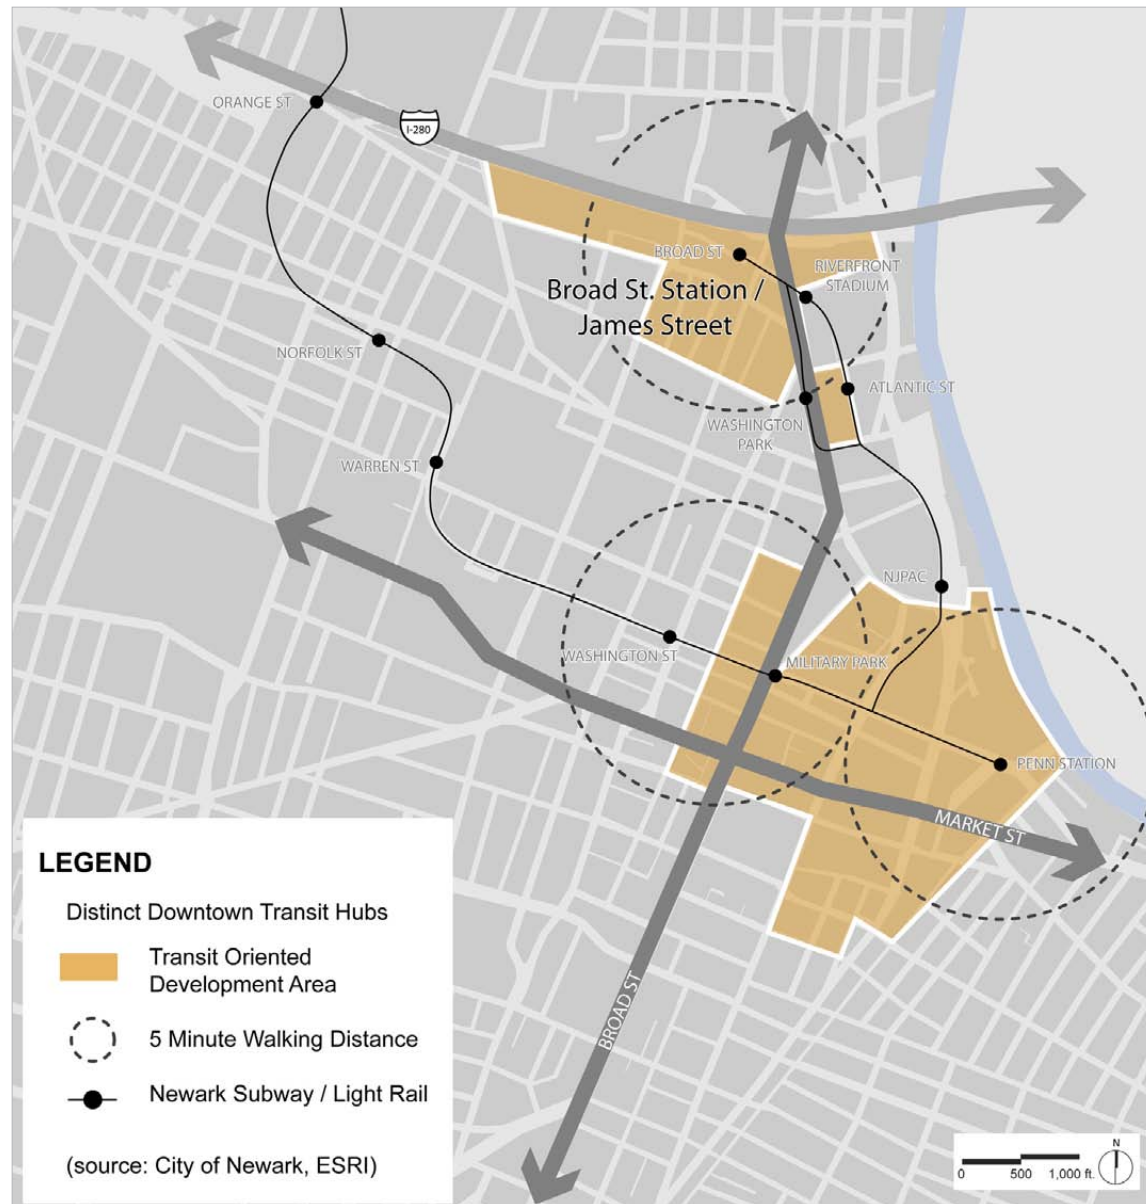 ORANGE ST
I-280
BROAD ST
RIVERFRONT
STADIUM
Broad St. Station /
James Street
NORFOLK ST
ATLANTIC ST
WASHINGTON
PARK
WARREN ST
NJPAC
WASHINGTON ST
MILITARY PARK
PENN STATION
MARKET ST
BROAD ST
LEGEND
Distinct Downtown Transit Hubs
Transit Oriented
Development Area
5 Minute Walking Distance
Newark Subway / Light Rail
(source: City of Newark, ESRI)
N
0 500 1,000 ft.